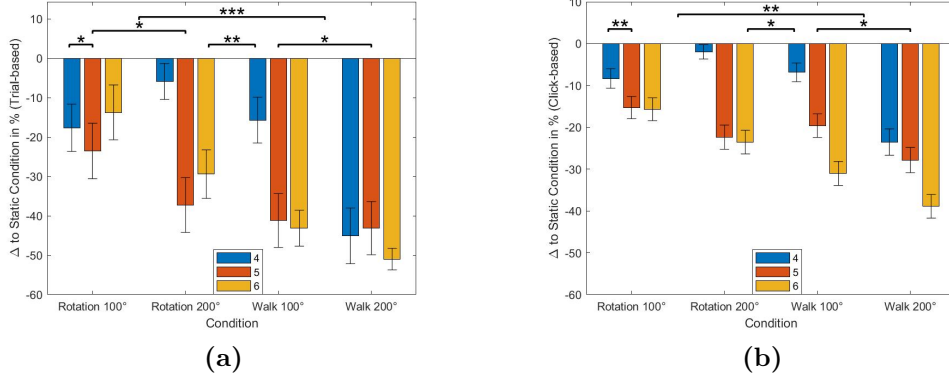 ***
*
*
**
*
10
0
-10
-20
-30
-40
-50
-60
Δ to Static Condition in % (Trial-based)
4
5
6
Rotation 100°
Rotation 200°
Walk 100°
Walk 200°
Condition
(a)
**
**
*
*
10
0
-10
-20
-30
-40
-50
-60
Δ to Static Condition in % (Click-based)
4
5
6
Rotation 100°
Rotation 200°
Walk 100°
Walk 200°
Condition
(b)